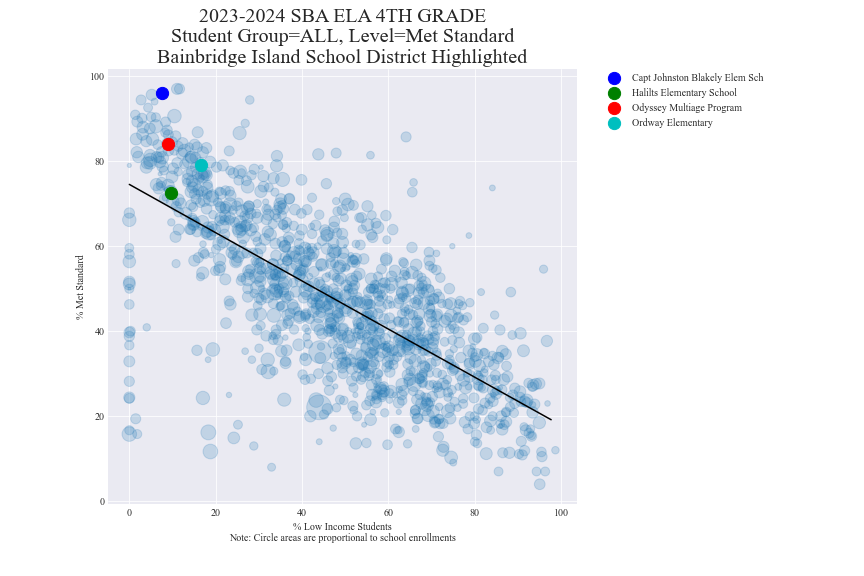 2023-2024 SBA ELA 4TH GRADE
Student Group=ALL, Level=Met Standard
Bainbridge Island School District Highlighted
Capt Johnston Blakely Elem Sch
Halilts Elementary School
Odyssey Multiage Program
Ordway Elementary
% Met Standard
100
80
60
40
20
0
0 20 40 60 80 100
% Low Income Students
Note: Circle areas are proportional to school enrollments